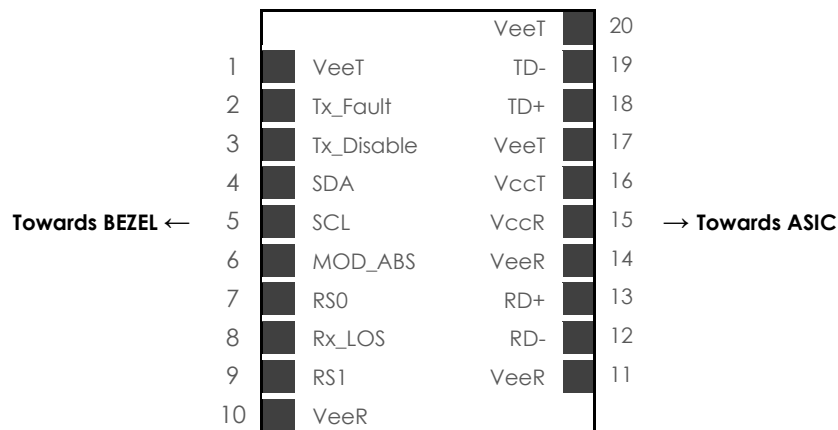 VeeT 20
1 VeeT TD- 19
2 Tx_Fault TD+ 18
3 Tx_Disable VeeT 17
4 SDA VccT 16
Towards BEZEL ← 5 SCL VccR 15 → Towards ASIC
6 MOD_ABS VeeR 14
7 RS0 RD+ 13
8 Rx_LOS RD- 12
9 RS1 VeeR 11
10 VeeR